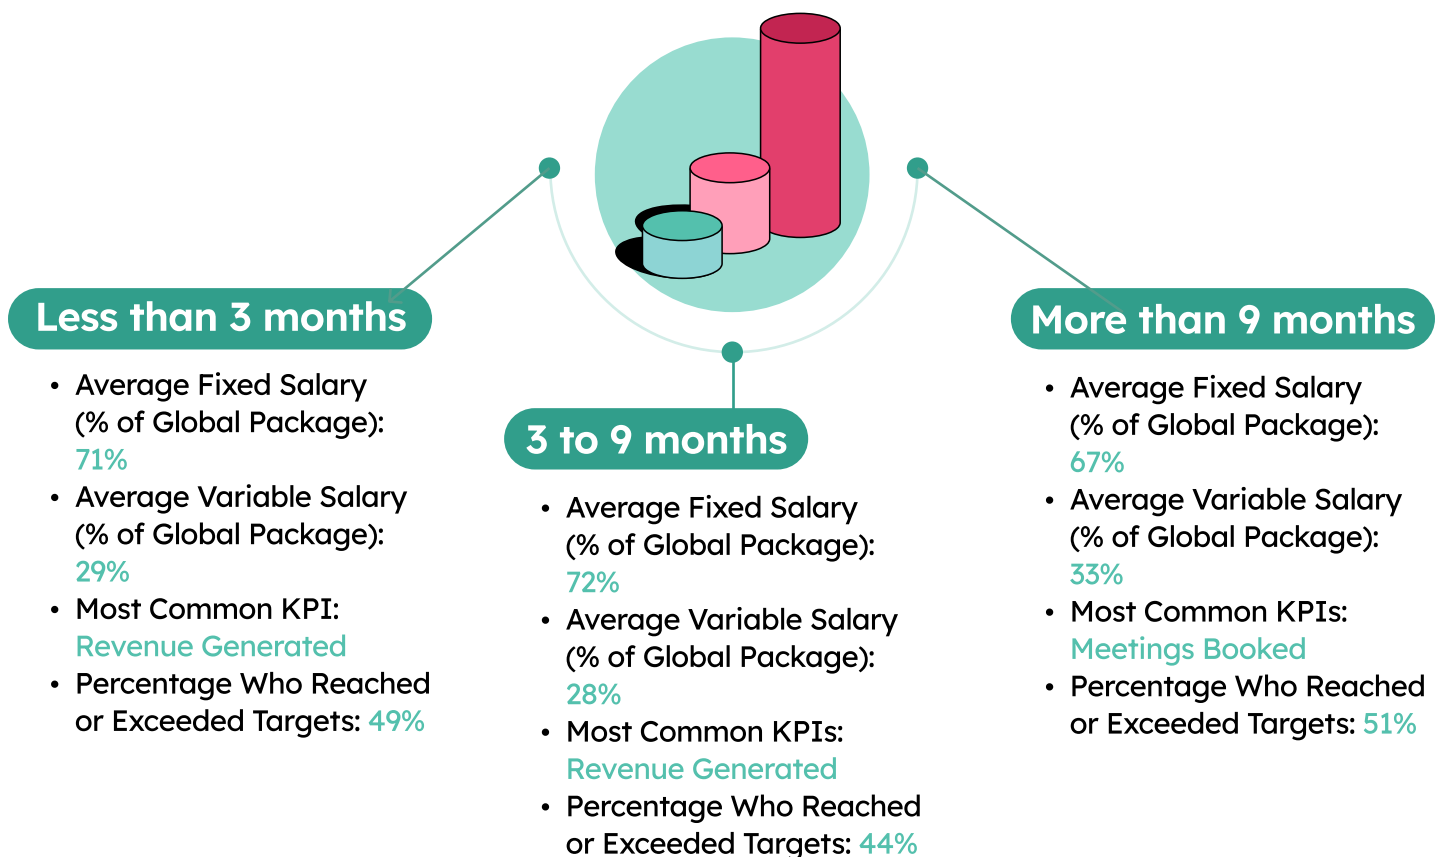 Less than 3 months
• Average Fixed Salary
(% of Global Package):
71%
• Average Variable Salary
(% of Global Package):
29%
• Most Common KPI:
Revenue Generated
• Percentage Who Reached
or Exceeded Targets: 49%
3 to 9 months
• Average Fixed Salary
(% of Global Package):
72%
• Average Variable Salary
(% of Global Package):
28%
• Most Common KPIs:
Revenue Generated
• Percentage Who Reached
or Exceeded Targets: 44%
More than 9 months
• Average Fixed Salary
(% of Global Package):
67%
• Average Variable Salary
(% of Global Package):
33%
• Most Common KPIs:
Meetings Booked
• Percentage Who Reached
or Exceeded Targets: 51%